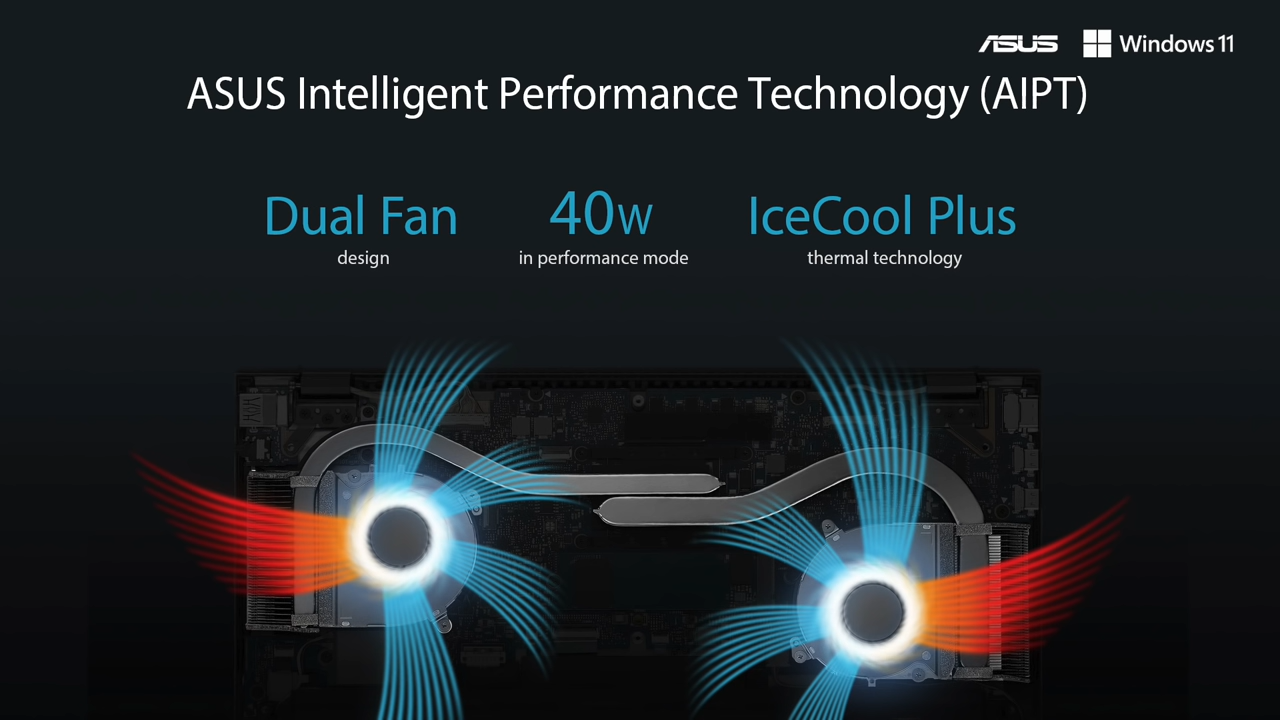 ASUS Windows 11
ASUS Intelligent Performance Technology (AIPT)
Dual Fan 40W IceCool Plus
design in performance mode thermal technology